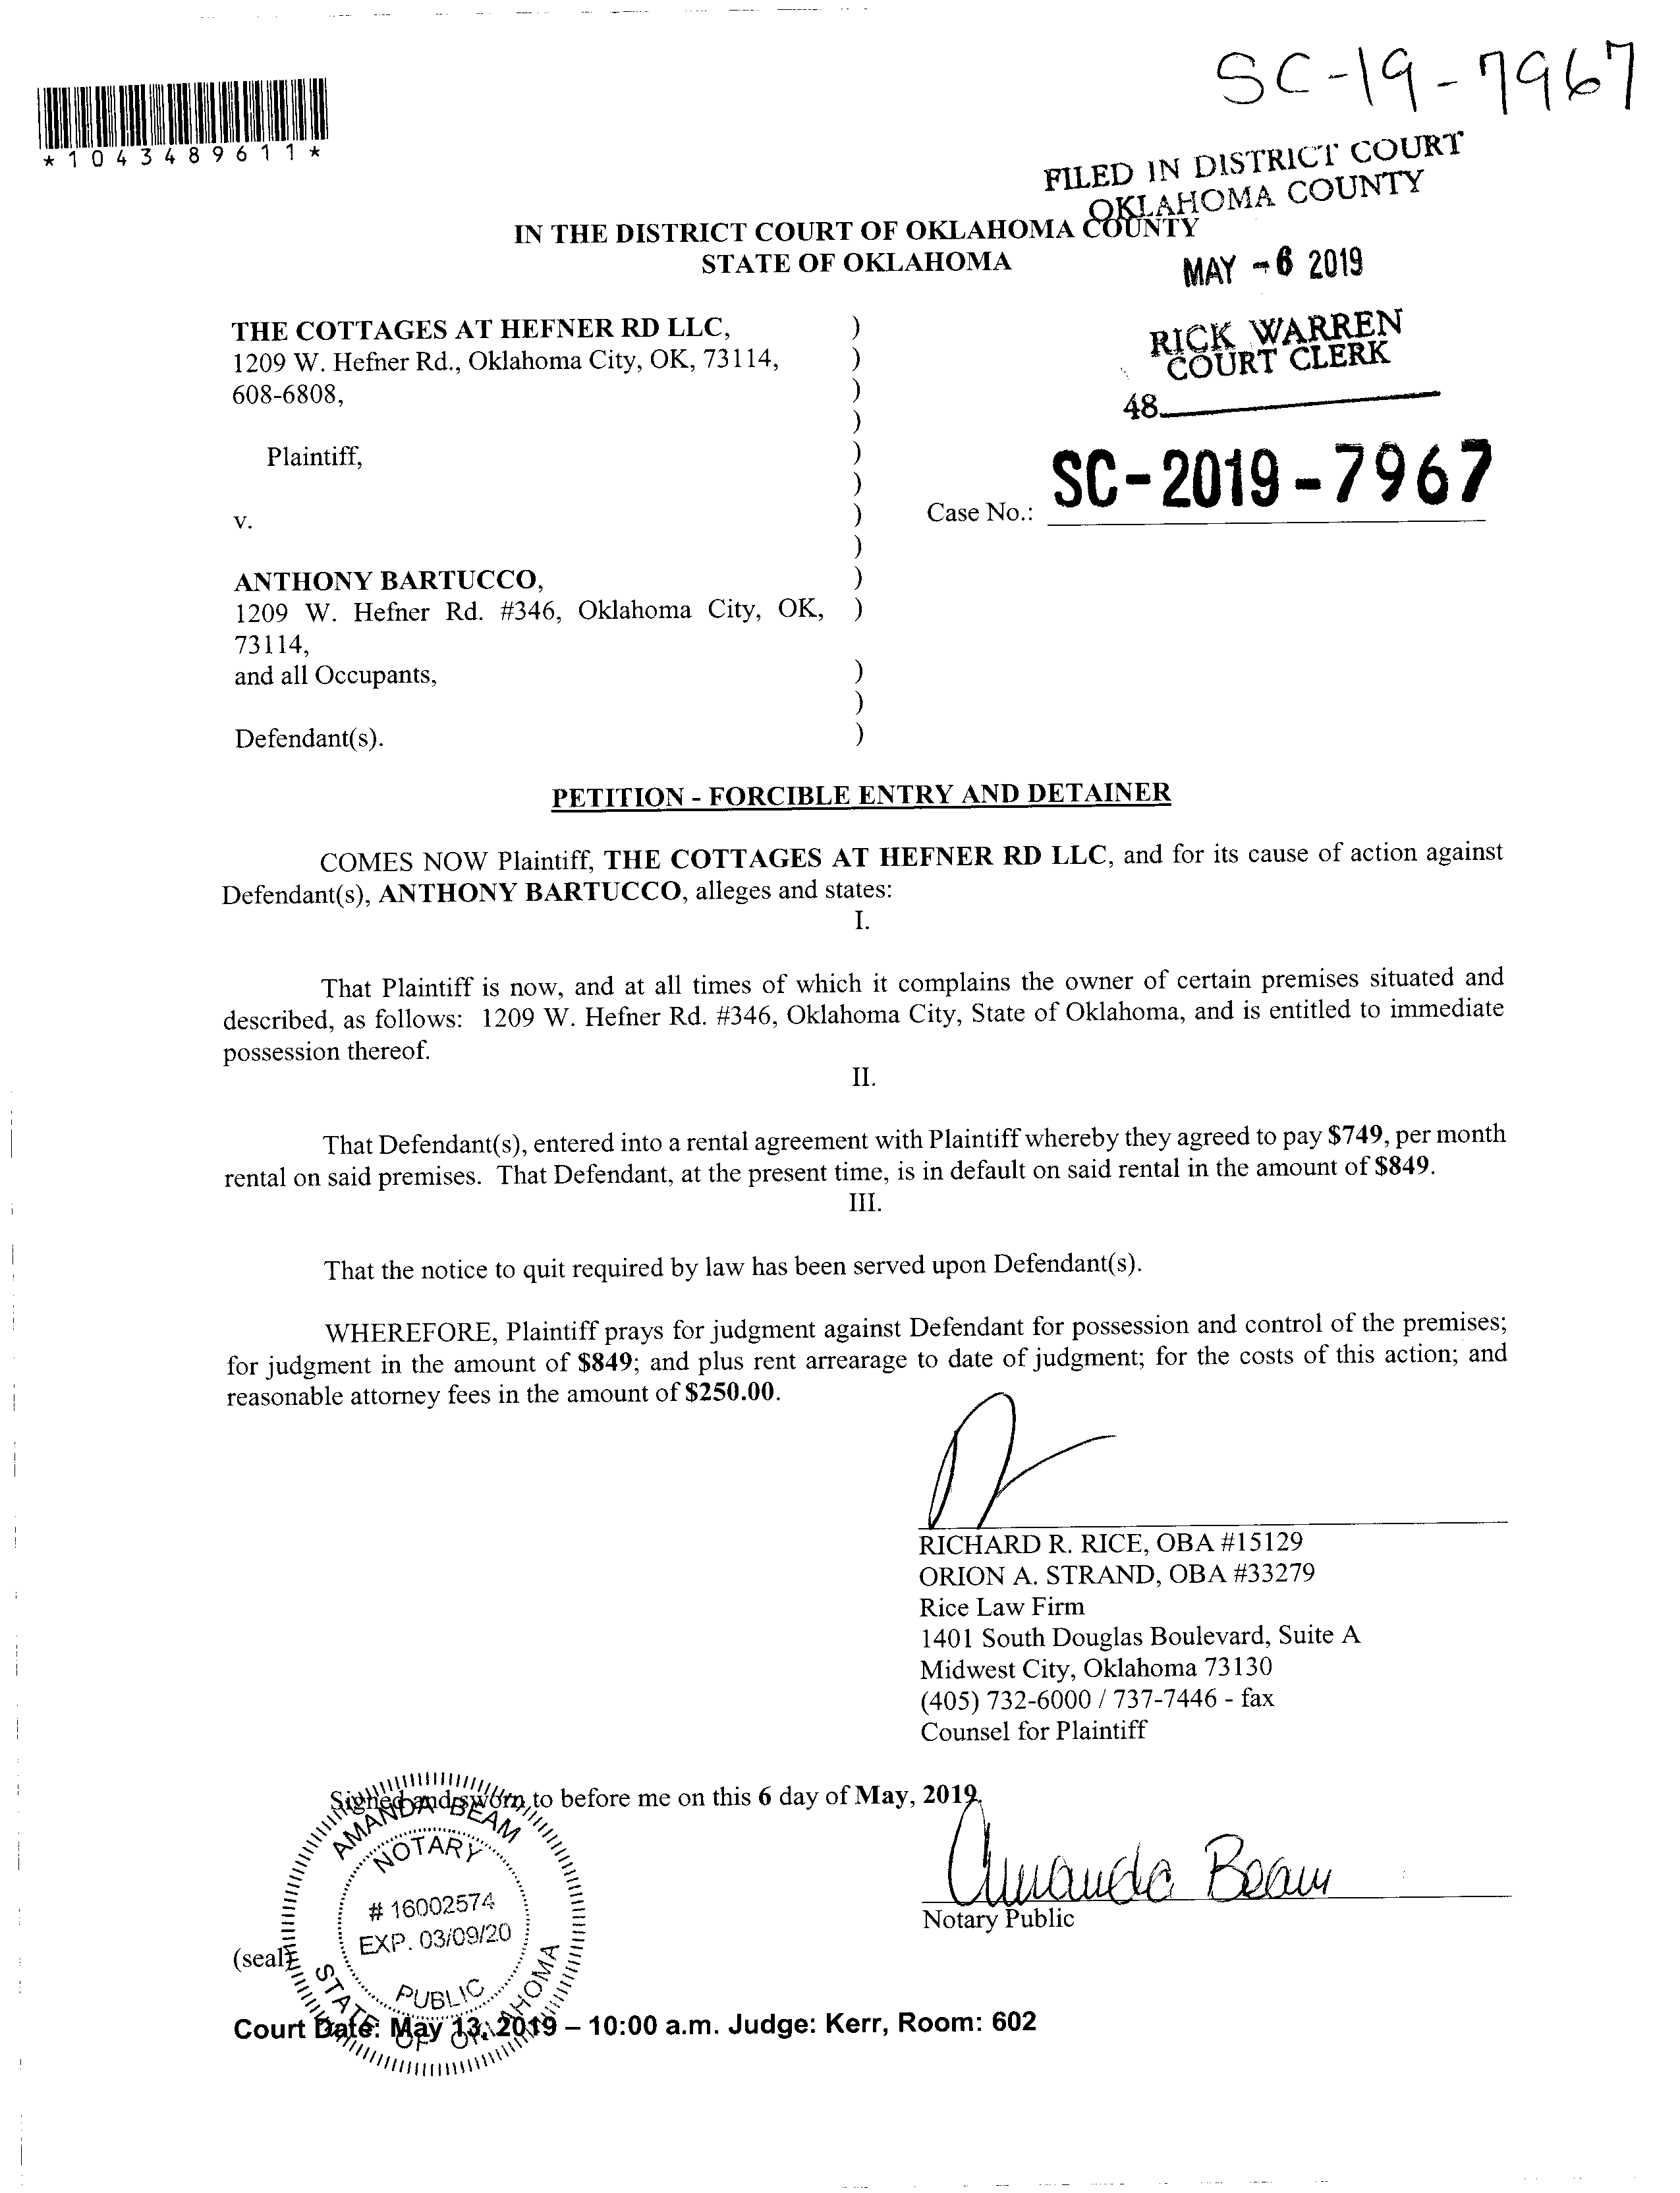 SC-19-7967
*1043489611*
FILED IN DISTRICT COURT
OKLAHOMA COUNTY
IN THE DISTRICT COURT OF OKLAHOMA COUNTY
STATE OF OKLAHOMA
MAY -6 2019
RICK WARREN
COURT CLERK
48
THE COTTAGES AT HEFNER RD LLC, )
1209 W. Hefner Rd., Oklahoma City, OK, 73114, )
608-6808, )
)
Plaintiff, )
)
Case No.: SC-2019-7967
v. )
)
ANTHONY BARTUCCO, )
1209 W. Hefner Rd. #346, Oklahoma City, OK, )
73114,
and all Occupants, )
)
Defendant(s). )
PETITION - FORCIBLE ENTRY AND DETAINER
COMES NOW Plaintiff, THE COTTAGES AT HEFNER RD LLC, and for its cause of action against
Defendant(s), ANTHONY BARTUCCO, alleges and states:
I.
That Plaintiff is now, and at all times of which it complains the owner of certain premises situated and
described, as follows: 1209 W. Hefner Rd. #346, Oklahoma City, State of Oklahoma, and is entitled to immediate
possession thereof.
II.
That Defendant(s), entered into a rental agreement with Plaintiff whereby they agreed to pay $749, per month
rental on said premises. That Defendant, at the present time, is in default on said rental in the amount of $849.
III.
That the notice to quit required by law has been served upon Defendant(s).
WHEREFORE, Plaintiff prays for judgment against Defendant for possession and control of the premises;
for judgment in the amount of $849; and plus rent arrearage to date of judgment; for the costs of this action; and
reasonable attorney fees in the amount of $250.00.
RICHARD R. RICE, OBA #15129
ORION A. STRAND, OBA #33279
Rice Law Firm
1401 South Douglas Boulevard, Suite A
Midwest City, Oklahoma 73130
(405) 732-6000 / 737-7446 - fax
Counsel for Plaintiff
Signed and sworn to before me on this 6 day of May, 2019.
AMANDA BEAM
NOTARY
# 16002574
EXP. 03/09/20
PUBLIC
STATE OF OKLAHOMA
Amanda Beam
Notary Public
(seal)
Court Date: May 13, 2019 – 10:00 a.m. Judge: Kerr, Room: 602